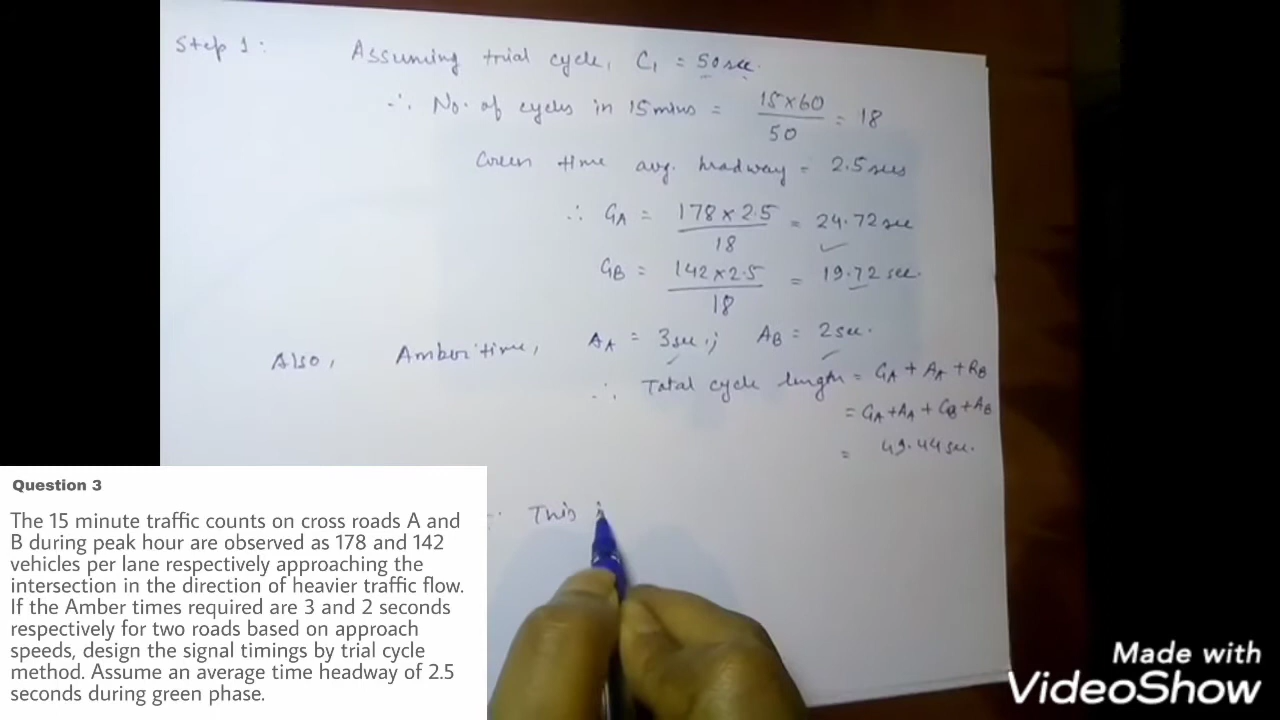 Step 1: Assuming trial cycle, C₁ = 50 sec.
∴ No. of cycles in 15 mins = 15×60 / 50 = 18
Green time avg. headway = 2.5 secs
∴ GA = 178×2.5 / 18 = 24.72 sec
GB = 142×2.5 / 18 = 19.72 sec.
Also, Amber time, AA = 3 sec.; AB = 2 sec.
∴ Total cycle length = GA + AA + RB
= GA + AA + GB + AB
= 49.44 sec.
∴ This i
Question 3
The 15 minute traffic counts on cross roads A and
B during peak hour are observed as 178 and 142
vehicles per lane respectively approaching the
intersection in the direction of heavier traffic flow.
If the Amber times required are 3 and 2 seconds
respectively for two roads based on approach
speeds, design the signal timings by trial cycle
method. Assume an average time headway of 2.5
seconds during green phase.
Made with
VideoShow